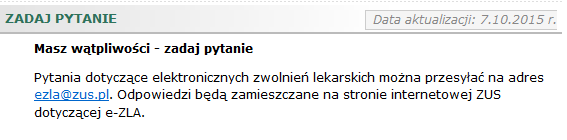 ZADAJ PYTANIE
Data aktualizacji: 7.10.2015 r.
Masz wątpliwości - zadaj pytanie
Pytania dotyczące elektronicznych zwolnień lekarskich można przesyłać na adres
ezla@zus.pl. Odpowiedzi będą zamieszczane na stronie internetowej ZUS
dotyczącej e-ZLA.